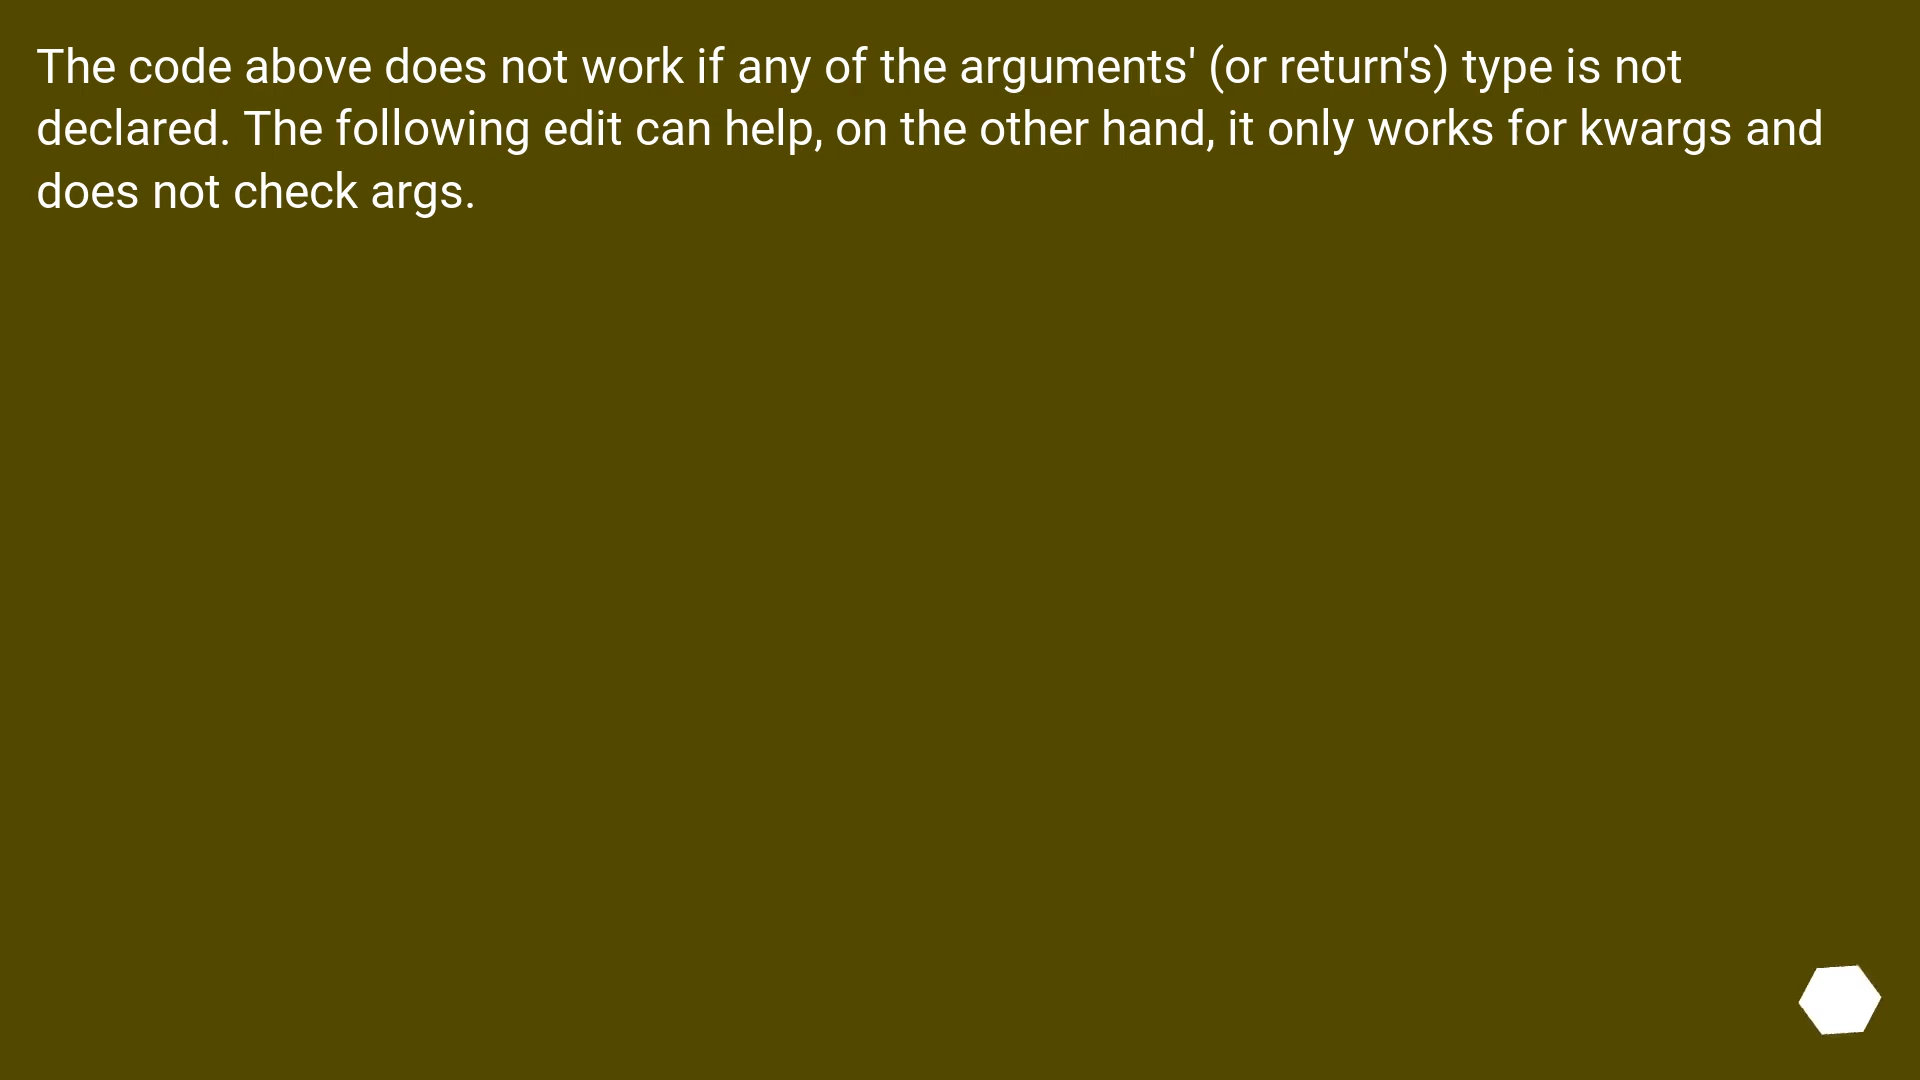 The code above does not work if any of the arguments' (or return's) type is not
declared. The following edit can help, on the other hand, it only works for kwargs and
does not check args.